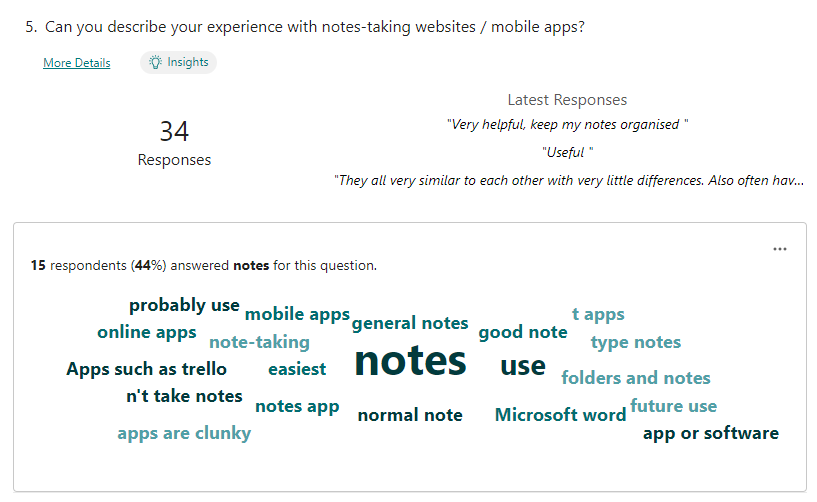 5. Can you describe your experience with notes-taking websites / mobile apps?
More Details
Insights
34
Responses
Latest Responses
"Very helpful, keep my notes organised "
"Useful "
"They all very similar to each other with very little differences. Also often hav...
...
15 respondents (44%) answered notes for this question.
probably use
mobile apps
general notes
t apps
online apps
note-taking
good note
type notes
Apps such as trello
easiest
notes
use
folders and notes
n't take notes
notes app
normal note
Microsoft word
future use
apps are clunky
app or software